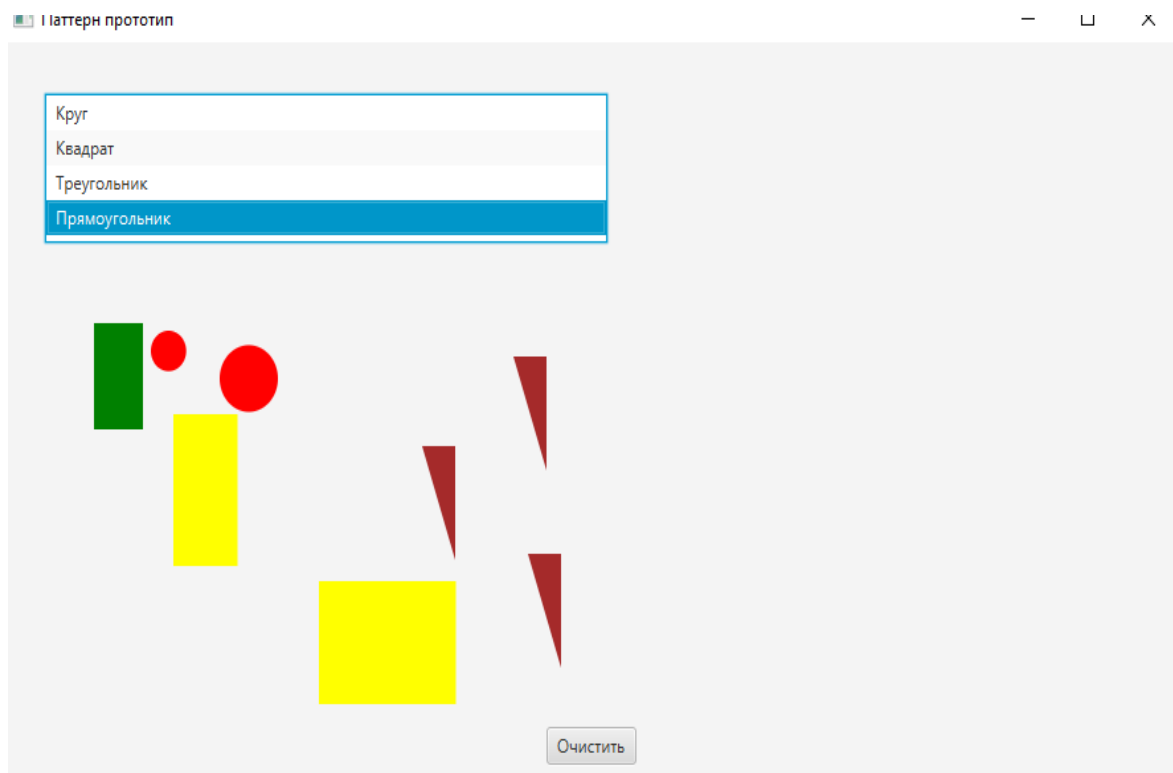 Паттерн прототип
Круг
Квадрат
Треугольник
Прямоугольник
Очистить